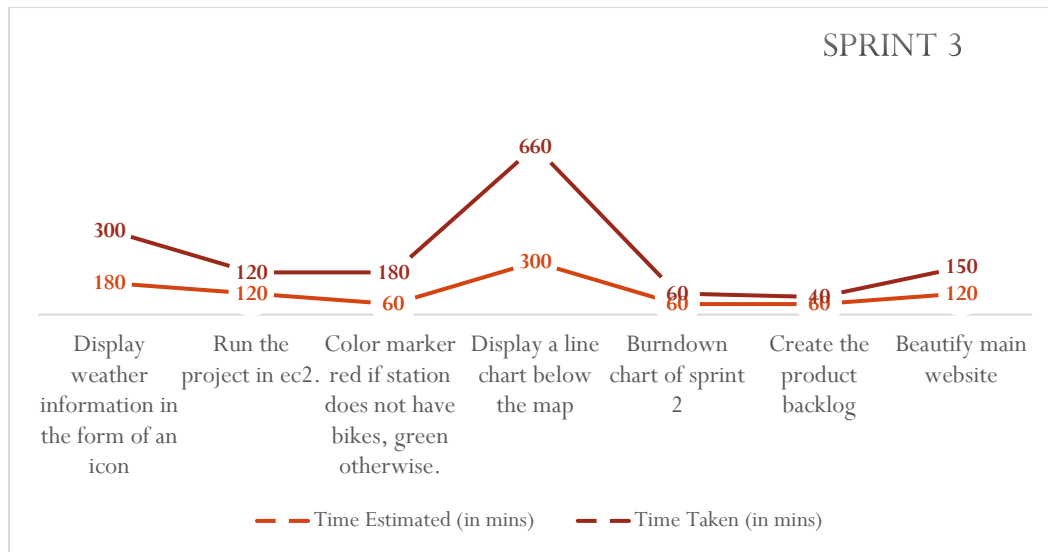 SPRINT 3
660
300
300
180
120
120
180
60
60
60
40
60
150
120
Display
weather
information in
the form of an
icon
Run the
project in ec2.
Color marker
red if station
does not have
bikes, green
otherwise.
Display a line
chart below
the map
Burndown
chart of sprint
2
Create the
product
backlog
Beautify main
website
Time Estimated (in mins)
Time Taken (in mins)